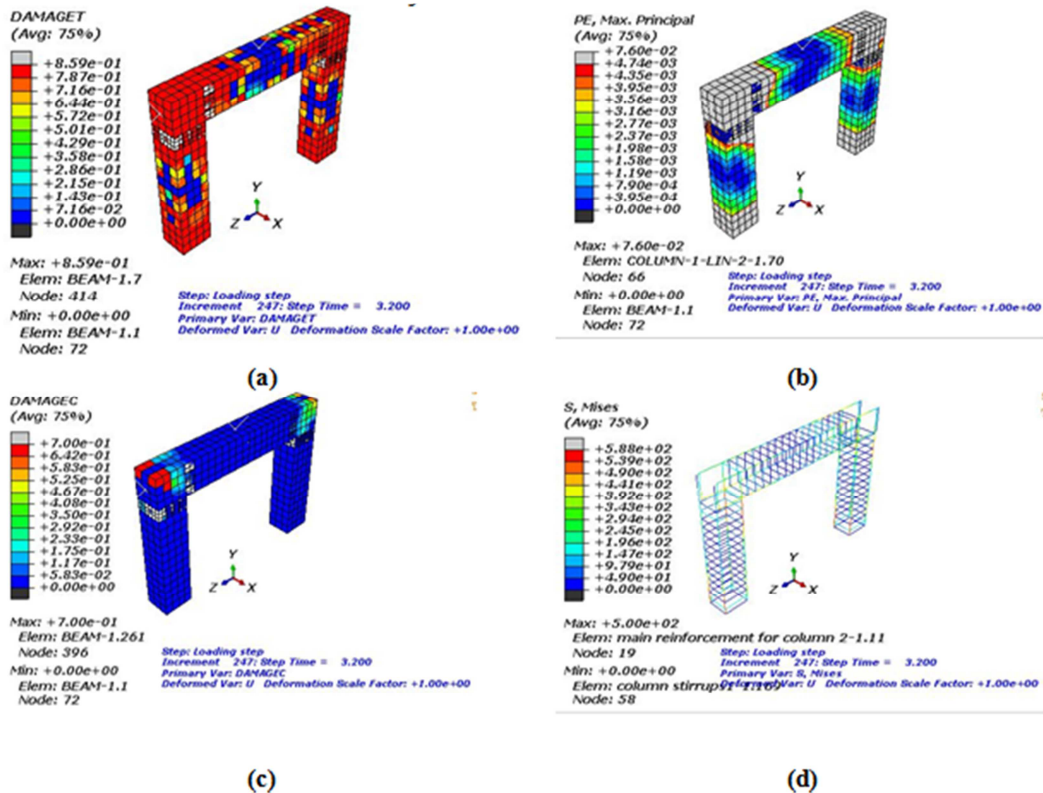 DAMAGET
(Avg: 75%)
+8.59e-01
+7.87e-01
+7.16e-01
+6.44e-01
+5.72e-01
+5.01e-01
+4.29e-01
+3.58e-01
+2.86e-01
+2.15e-01
+1.43e-01
+7.16e-02
+0.00e+00
Y
Z
X
Max: +8.59e-01
Elem: BEAM-1.7
Node: 414
Min: +0.00e+00
Elem: BEAM-1.1
Node: 72
Step: Loading step
Increment 247: Step Time = 3.200
Primary Var: DAMAGET
Deformed Var: U Deformation Scale Factor: +1.00e+00
(a)
PE, Max. Principal
(Avg: 75%)
+7.60e-02
+4.74e-03
+4.35e-03
+3.95e-03
+3.56e-03
+3.16e-03
+2.77e-03
+2.37e-03
+1.98e-03
+1.58e-03
+1.19e-03
+7.90e-04
+3.95e-04
+0.00e+00
Y
Z
X
Max: +7.60e-02
Elem: COLUMN-1-LIN-2-1.70
Node: 66
Min: +0.00e+00
Elem: BEAM-1.1
Node: 72
Step: Loading step
Increment 247: Step Time = 3.200
Primary Var: PE, Max. Principal
Deformed Var: U Deformation Scale Factor: +1.00e+00
(b)
DAMAGEC
(Avg: 75%)
+7.00e-01
+6.42e-01
+5.83e-01
+5.25e-01
+4.67e-01
+4.08e-01
+3.50e-01
+2.92e-01
+2.33e-01
+1.75e-01
+1.17e-01
+5.83e-02
+0.00e+00
Y
Z
X
Max: +7.00e-01
Elem: BEAM-1.261
Node: 396
Min: +0.00e+00
Elem: BEAM-1.1
Node: 72
Step: Loading step
Increment 247: Step Time = 3.200
Primary Var: DAMAGEC
Deformed Var: U Deformation Scale Factor: +1.00e+00
(c)
S, Mises
(Avg: 75%)
+5.88e+02
+5.39e+02
+4.90e+02
+4.41e+02
+3.92e+02
+3.43e+02
+2.94e+02
+2.45e+02
+1.96e+02
+1.47e+02
+9.79e+01
+4.90e+01
+0.00e+00
Y
Z
X
Max: +5.00e+02
Elem: main reinforcement for column 2-1.11
Node: 19
Min: +0.00e+00
Elem: column stirrups
Node: 58
Step: Loading step
Increment 247: Step Time = 3.200
Primary Var: S, Mises
Deformed Var: U Deformation Scale Factor: +1.00e+00
(d)